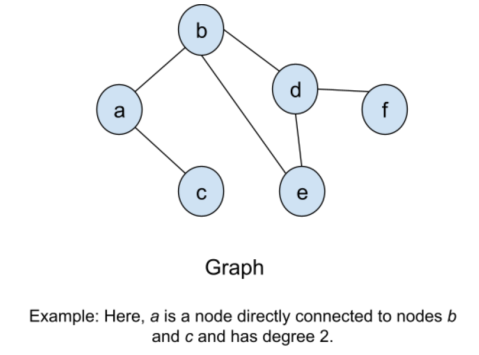 b
d
a
f
c
e
Graph
Example: Here, a is a node directly connected to nodes b
and c and has degree 2.